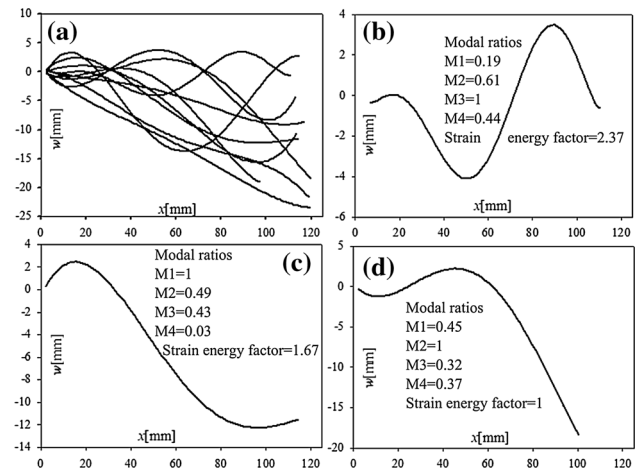 (a)
10
5
0
-5
-10
-15
-20
-25
w[mm]
x[mm]
0 20 40 60 80 100 120
(b)
4
2
0
-2
-4
-6
w[mm]
Modal ratios
M1=0.19
M2=0.61
M3=1
M4=0.44
Strain energy factor=2.37
x[mm]
0 20 40 60 80 100 120
(c)
4
2
0
-2
-4
-6
-8
-10
-12
-14
w[mm]
Modal ratios
M1=1
M2=0.49
M3=0.43
M4=0.03
Strain energy factor=1.67
x[mm]
0 20 40 60 80 100 120
(d)
5
0
-5
-10
-15
-20
w[mm]
Modal ratios
M1=0.45
M2=1
M3=0.32
M4=0.37
Strain energy factor=1
x[mm]
0 20 40 60 80 100 120